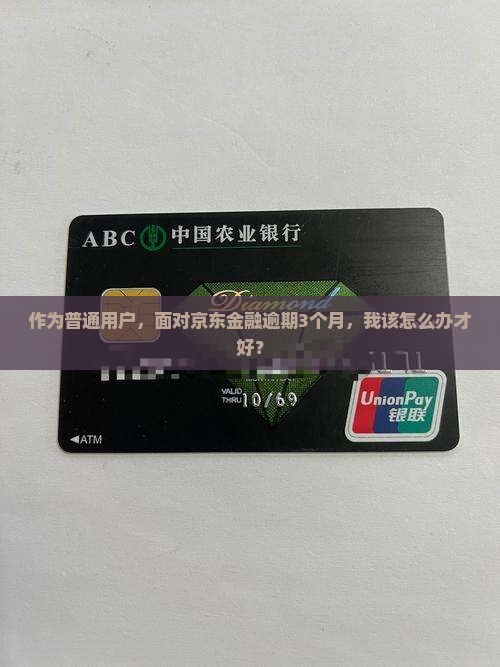 ABC 中国农业银行
Diamond
作为普通用户，面对京东金融逾期3个月，我该怎么办才
好？
VALID
THRU 10/69
UnionPay
银联
◀ATM